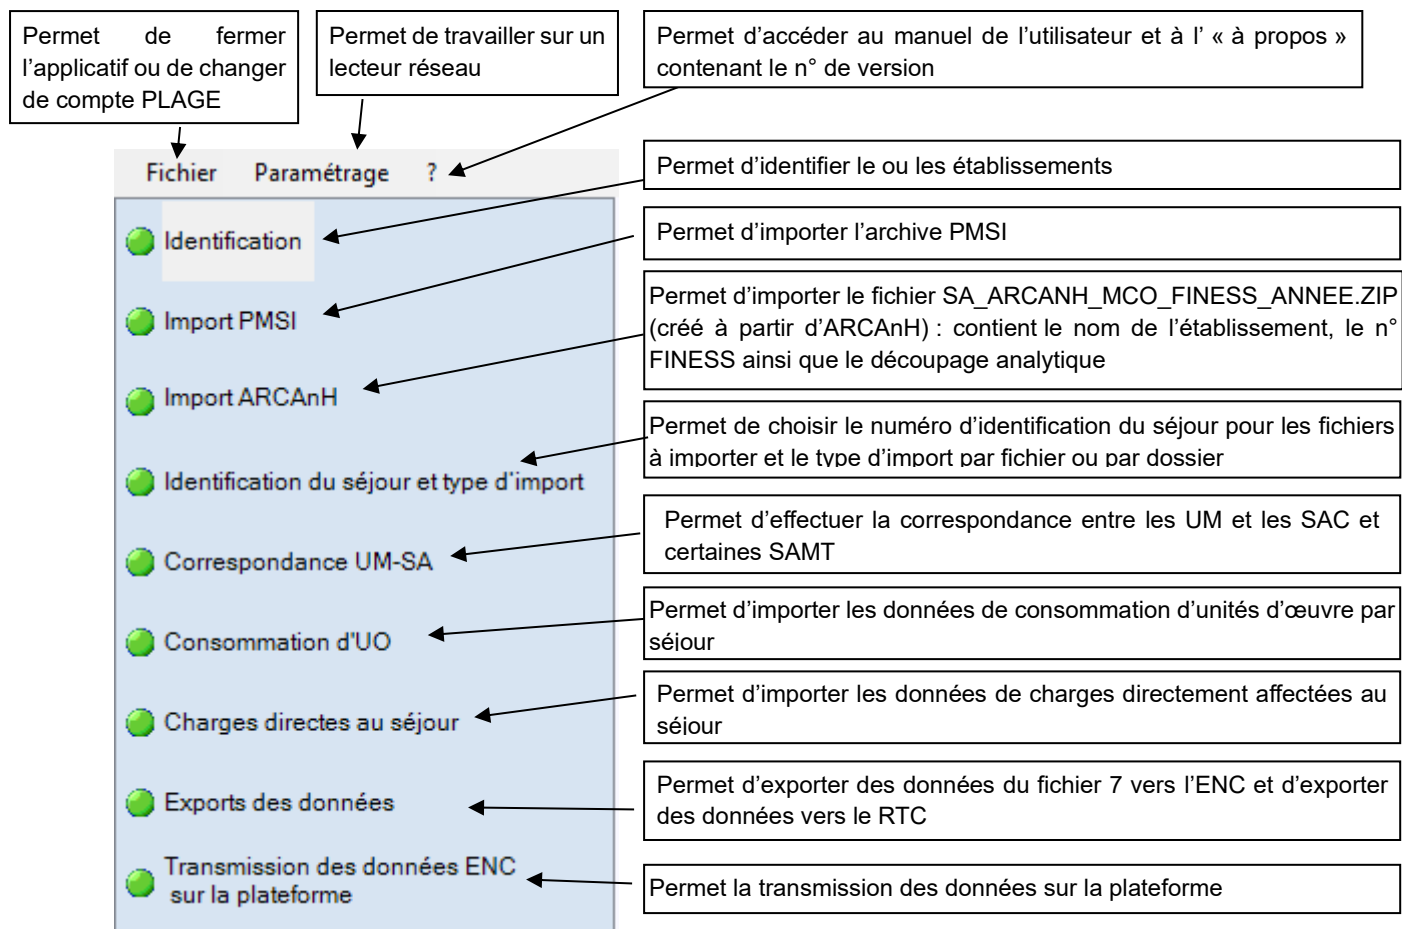 Permet de fermer
l’applicatif ou de changer
de compte PLAGE
Permet de travailler sur un
lecteur réseau
Permet d’accéder au manuel de l’utilisateur et à l’ « à propos »
contenant le n° de version
Fichier Paramétrage ?
Identification
Permet d’identifier le ou les établissements
Import PMSI
Permet d’importer l’archive PMSI
Import ARCAnH
Permet d’importer le fichier SA_ARCANH_MCO_FINESS_ANNEE.ZIP
(créé à partir d’ARCAnH) : contient le nom de l’établissement, le n°
FINESS ainsi que le découpage analytique
Identification du séjour et type d'import
Permet de choisir le numéro d’identification du séjour pour les fichiers
à importer et le type d’import par fichier ou par dossier
Correspondance UM-SA
Permet d’effectuer la correspondance entre les UM et les SAC et
certaines SAMT
Consommation d'UO
Permet d’importer les données de consommation d’unités d’œuvre par
séjour
Charges directes au séjour
Permet d’importer les données de charges directement affectées au
séjour
Exports des données
Permet d’exporter des données du fichier 7 vers l’ENC et d’exporter
des données vers le RTC
Transmission des données ENC
sur la plateforme
Permet la transmission des données sur la plateforme